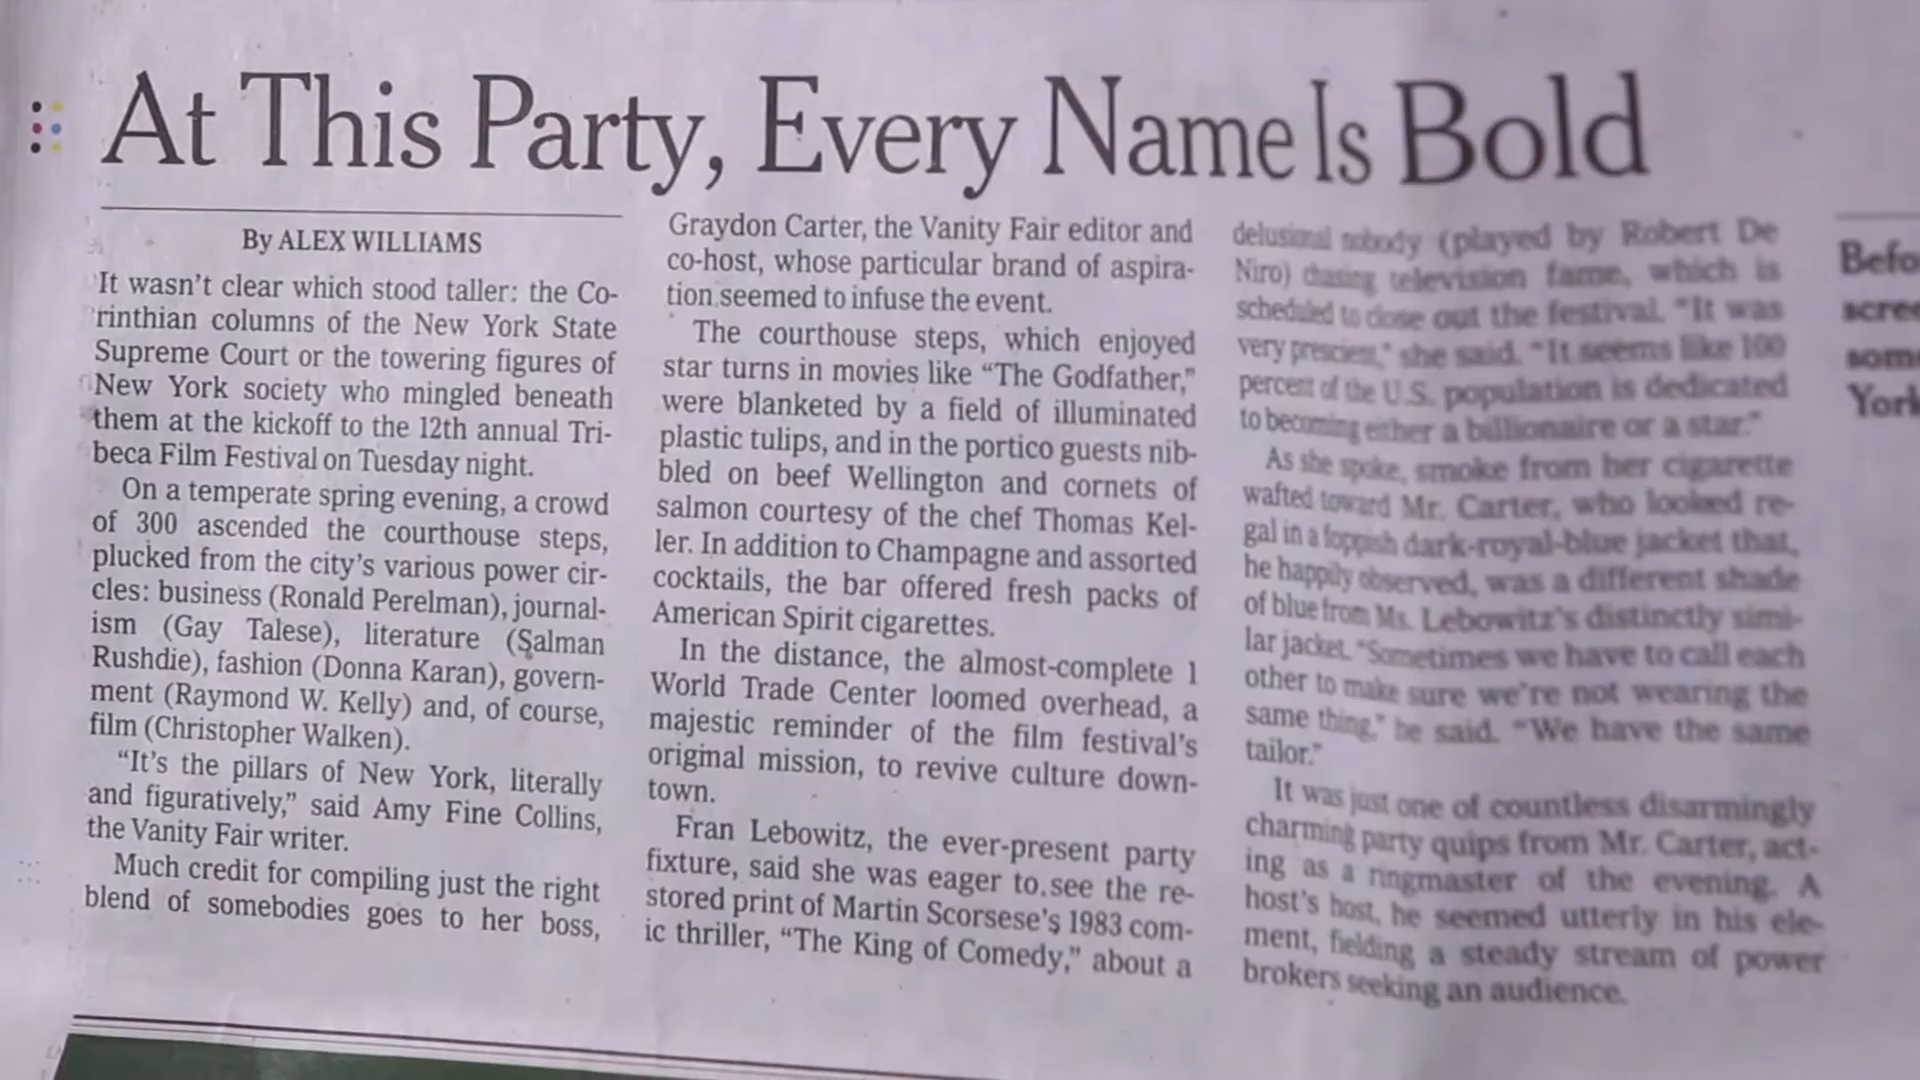 At This Party, Every Name Is Bold
By ALEX WILLIAMS
It wasn't clear which stood taller: the Co-
rinthian columns of the New York State
Supreme Court or the towering figures of
New York society who mingled beneath
them at the kickoff to the 12th annual Tri-
beca Film Festival on Tuesday night.
On a temperate spring evening, a crowd
of 300 ascended the courthouse steps,
plucked from the city's various power cir-
cles: business (Ronald Perelman), journal-
ism (Gay Talese), literature (Salman
Rushdie), fashion (Donna Karan), govern-
ment (Raymond W. Kelly) and, of course,
film (Christopher Walken).
“It's the pillars of New York, literally
and figuratively,” said Amy Fine Collins,
the Vanity Fair writer.
Much credit for compiling just the right
blend of somebodies goes to her boss,
Graydon Carter, the Vanity Fair editor and
co-host, whose particular brand of aspira-
tion seemed to infuse the event.
The courthouse steps, which enjoyed
star turns in movies like “The Godfather,”
were blanketed by a field of illuminated
plastic tulips, and in the portico guests nib-
bled on beef Wellington and cornets of
salmon courtesy of the chef Thomas Kel-
ler. In addition to Champagne and assorted
cocktails, the bar offered fresh packs of
American Spirit cigarettes.
In the distance, the almost-complete 1
World Trade Center loomed overhead, a
majestic reminder of the film festival's
original mission, to revive culture down-
town.
Fran Lebowitz, the ever-present party
fixture, said she was eager to see the re-
stored print of Martin Scorsese's 1983 com-
ic thriller, “The King of Comedy,” about a
delusional nobody (played by Robert De
Niro) chasing television fame, which is
scheduled to close out the festival. “It was
very prescient,” she said. “It seems like 100
percent of the U.S. population is dedicated
to becoming either a billionaire or a star.”
As she spoke, smoke from her cigarette
wafted toward Mr. Carter, who looked re-
gal in a foppish dark-royal-blue jacket that,
he happily observed, was a different shade
of blue from Ms. Lebowitz's distinctly simi-
lar jacket. “Sometimes we have to call each
other to make sure we're not wearing the
same thing,” he said. “We have the same
tailor.”
It was just one of countless disarmingly
charming party quips from Mr. Carter, act-
ing as a ringmaster of the evening. A
host's host, he seemed utterly in his ele-
ment, fielding a steady stream of power
brokers seeking an audience.
Befo
scree
som
York